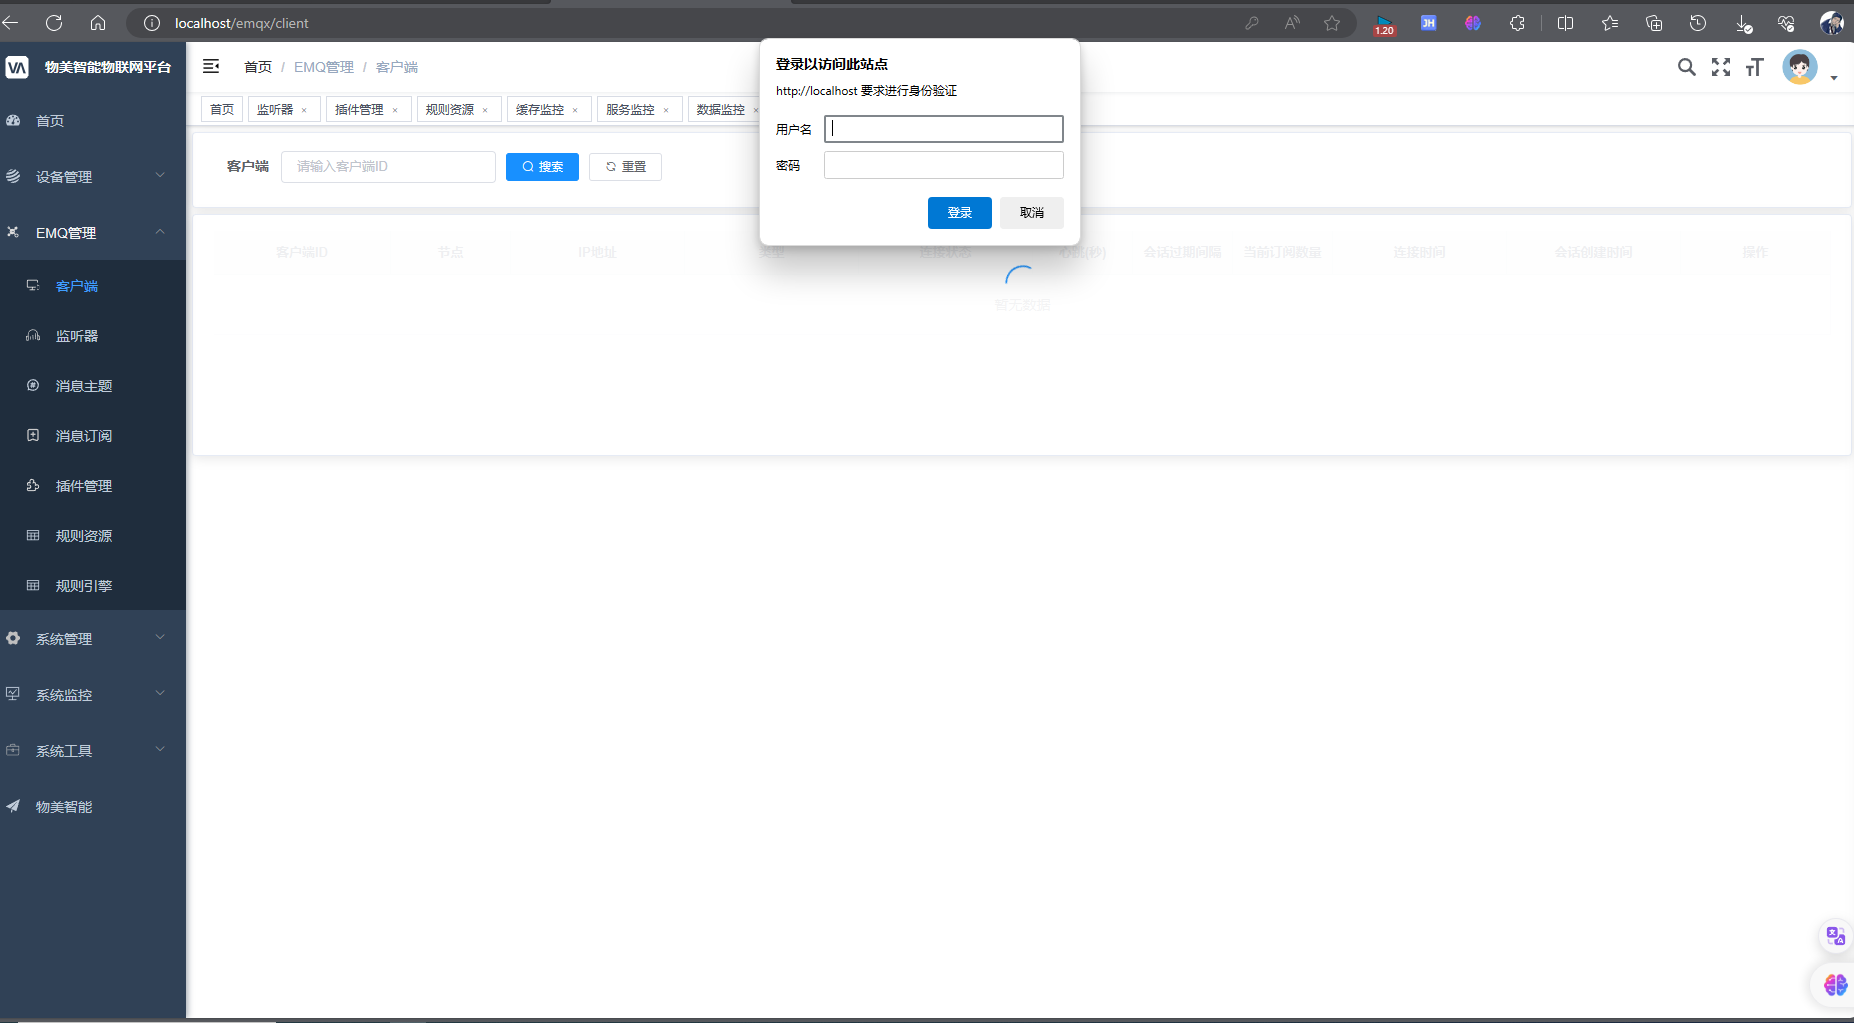 localhost/emqx/client
1.20
JH
物美智能物联网平台
首页
设备管理
EMQ管理
客户端
监听器
消息主题
消息订阅
插件管理
规则资源
规则引擎
系统管理
系统监控
系统工具
物美智能
首页 / EMQ管理 / 客户端
首页 监听器 × 插件管理 × 规则资源 × 缓存监控 × 服务监控 × 数据监控 ×
客户端 请输入客户端ID 搜索 重置
登录以访问此站点
http://localhost 要求进行身份验证
用户名
密码
登录 取消
客户端ID 节点 IP地址 类型 连接状态 心跳(秒) 会话过期间隔 当前订阅数量 连接时间 会话创建时间 操作
暂无数据